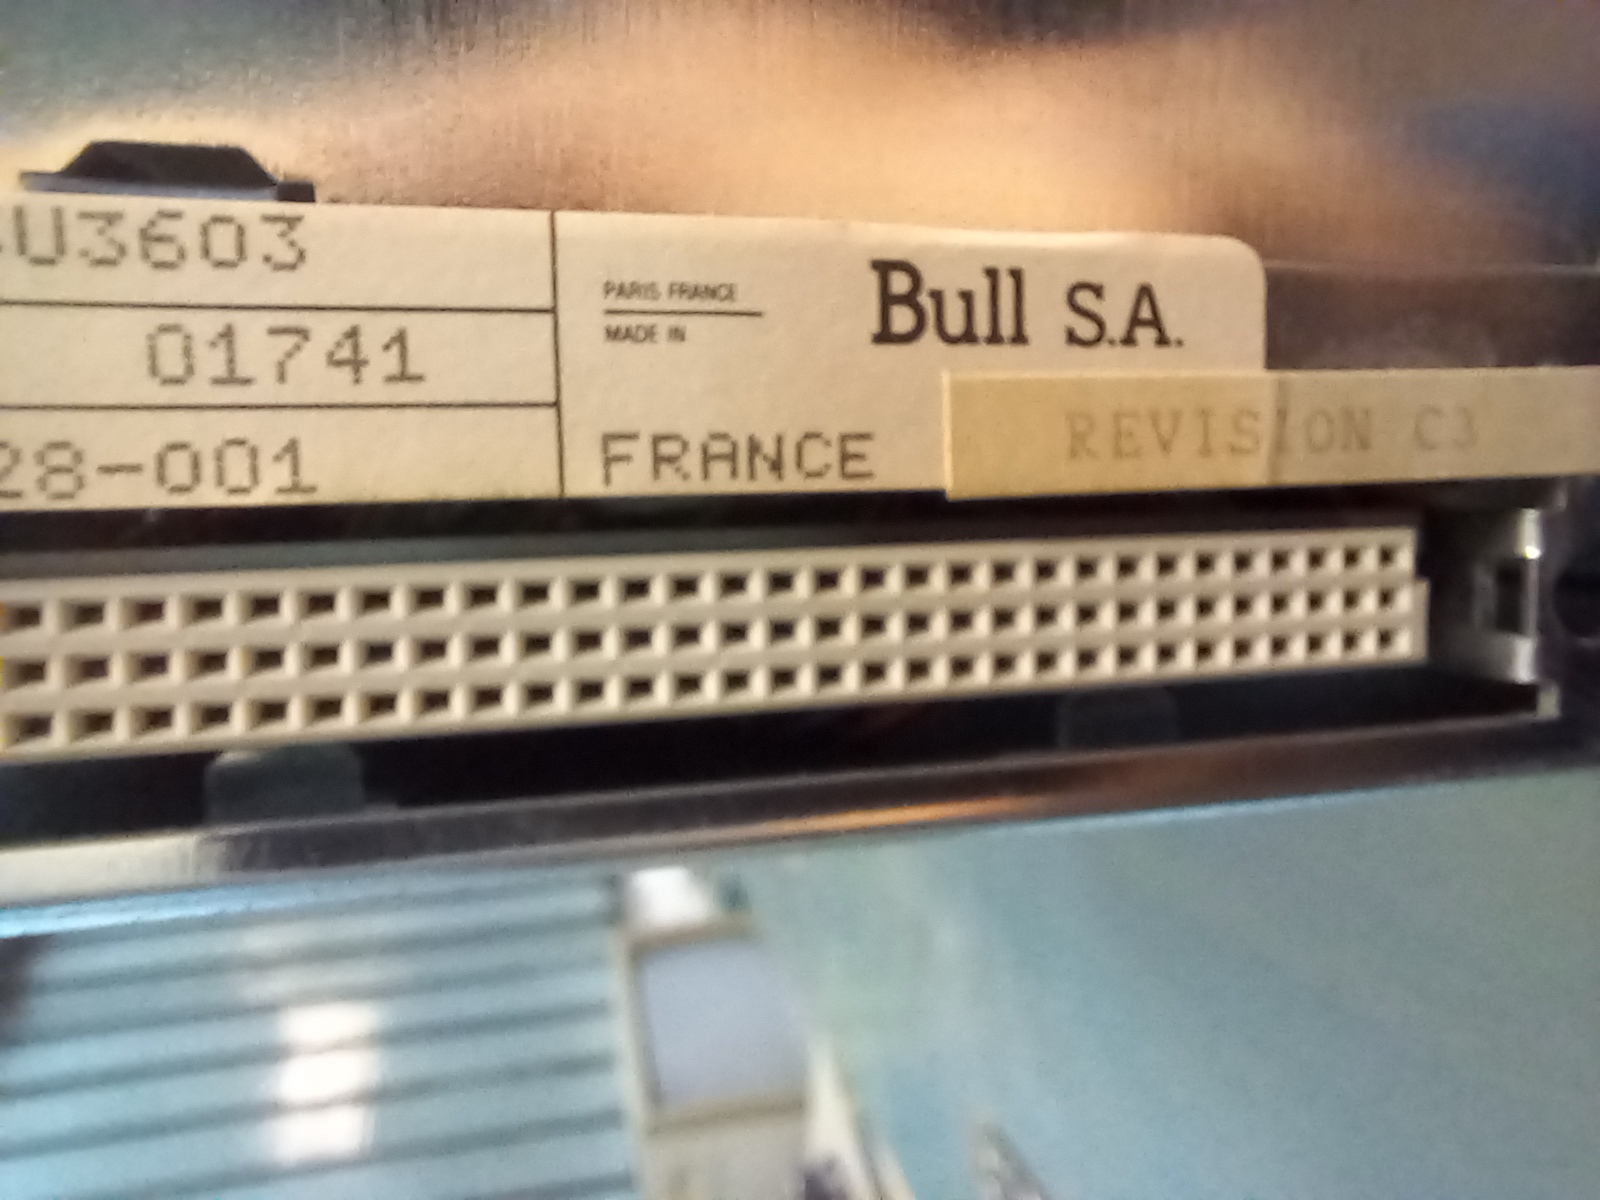 U3603
01741
28-001
PARIS FRANCE
MADE IN
Bull S.A.
FRANCE
REVISION C3